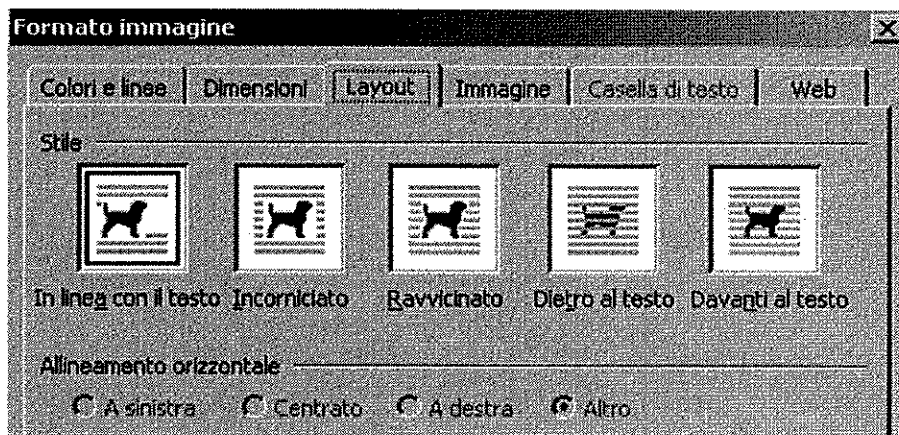 Formato immagine
Colori e linee Dimensioni Layout Immagine Casella di testo Web
Stile
In linea con il testo Incorniciato Ravvicinato Dietro al testo Davanti al testo
Allineamento orizzontale
A sinistra Centrato A destra Altro